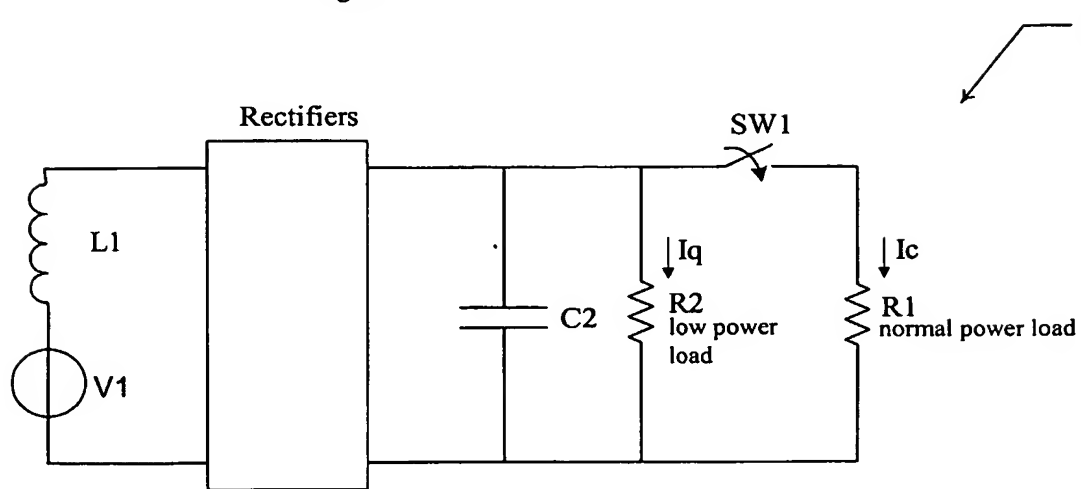 Rectifiers
SW1
L1
Iq
Ic
C2
R2
low power
load
R1
normal power load
V1